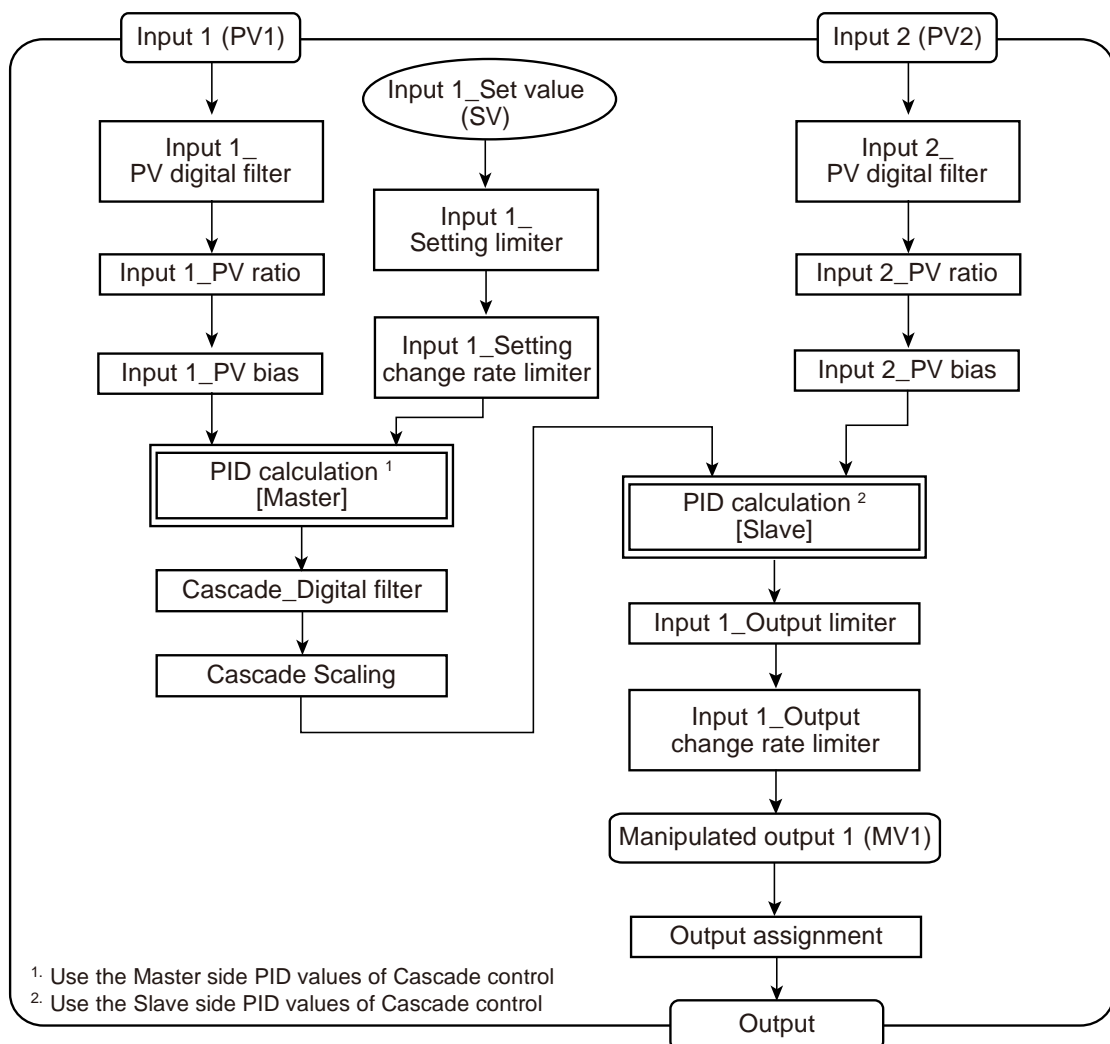 Input 1 (PV1)
Input 2 (PV2)
Input 1_Set value
(SV)
Input 1_
PV digital filter
Input 2_
PV digital filter
Input 1_
Setting limiter
Input 1_PV ratio
Input 2_PV ratio
Input 1_Setting
change rate limiter
Input 1_PV bias
Input 2_PV bias
PID calculation 1
[Master]
PID calculation 2
[Slave]
Cascade_Digital filter
Input 1_Output limiter
Cascade Scaling
Input 1_Output
change rate limiter
Manipulated output 1 (MV1)
Output assignment
1. Use the Master side PID values of Cascade control
2. Use the Slave side PID values of Cascade control
Output